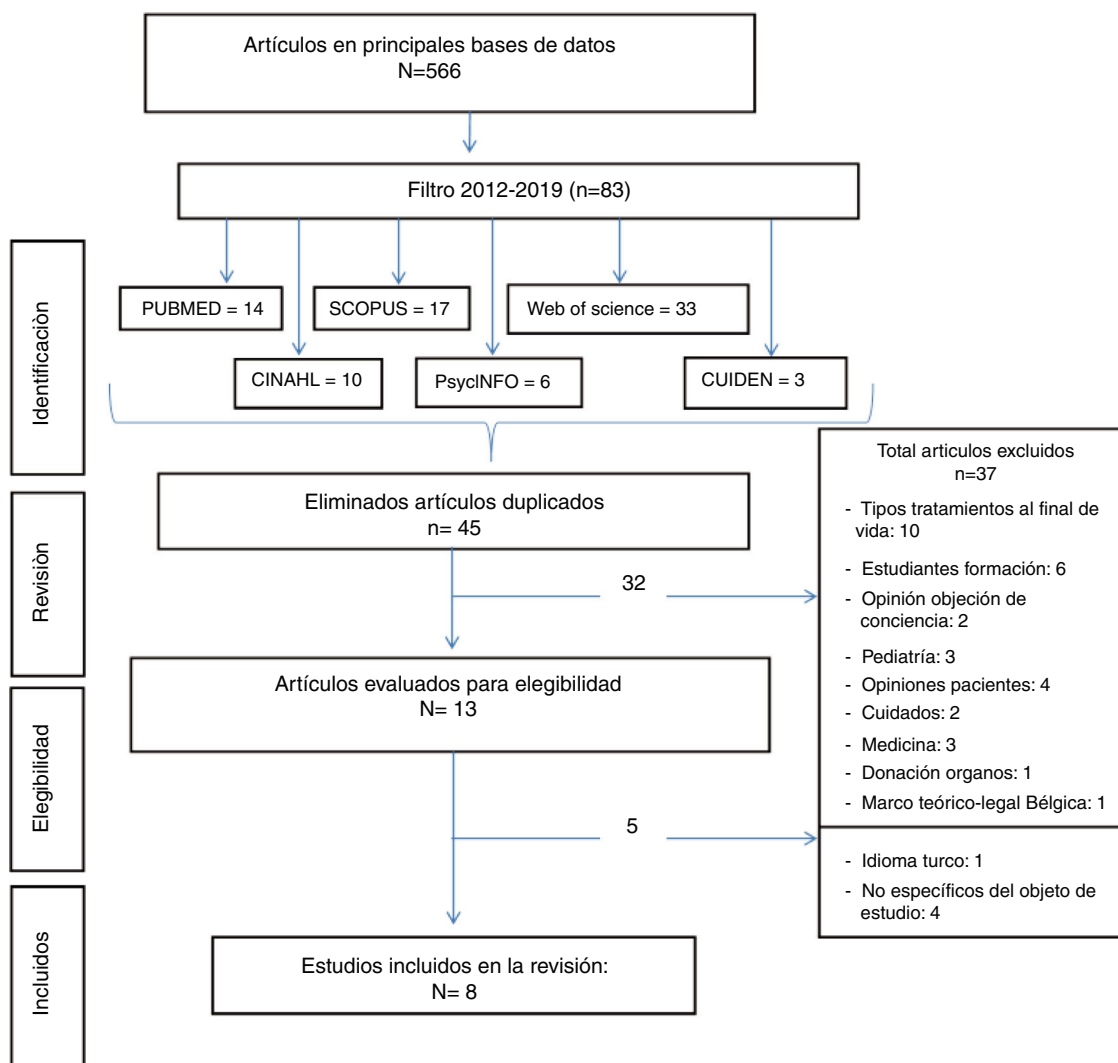 Artículos en principales bases de datos
N=566
Filtro 2012-2019 (n=83)
Identificaciòn
PUBMED = 14
SCOPUS = 17
Web of science = 33
CINAHL = 10
PsycINFO = 6
CUIDEN = 3
Revisiòn
Eliminados artículos duplicados
n= 45
32
Total articulos excluidos
n=37
- Tipos tratamientos al final de
vida: 10
- Estudiantes formación: 6
- Opinión objeción de
conciencia: 2
- Pediatría: 3
- Opiniones pacientes: 4
- Cuidados: 2
- Medicina: 3
- Donación organos: 1
- Marco teórico-legal Bélgica: 1
Elegibilidad
Artículos evaluados para elegibilidad
N= 13
5
- Idioma turco: 1
- No específicos del objeto de
estudio: 4
Incluidos
Estudios incluidos en la revisión:
N= 8